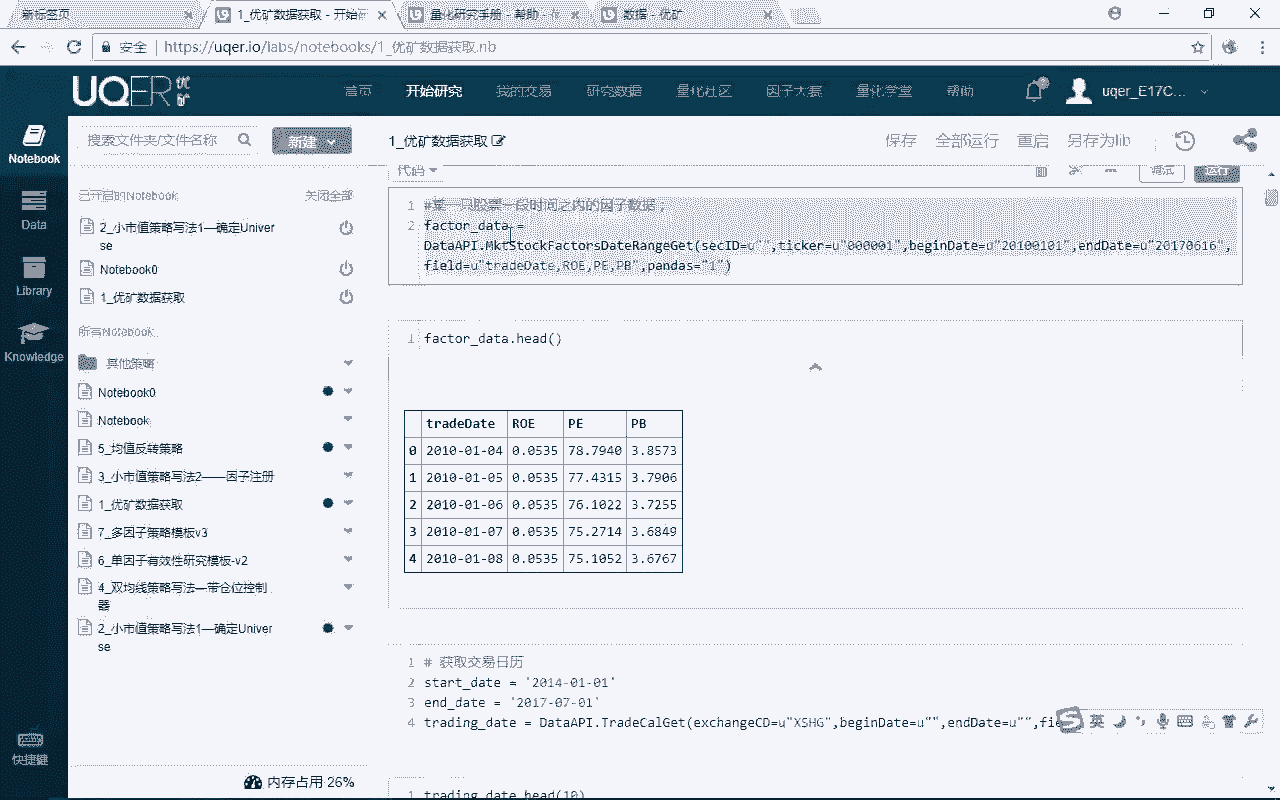 新标签页
1_优矿数据获取 - 开始研
量化研究手册 - 帮助
数据 - 优矿
安全
https://uqer.io/labs/notebooks/1_优矿数据获取.nb
UQER 优矿
首页
开始研究
我的交易
研究数据
量化社区
因子大赛
量化学堂
帮助
uqer_E17C...
Notebook
Data
Library
Knowledge
快捷键
搜索文件夹/文件名称
新建
已开启的Notebook
关闭全部
2_小市值策略写法1—确定Univer
se
Notebook0
1_优矿数据获取
所有Notebook
其他策略
Notebook0
Notebook
5_均值反转策略
3_小市值策略写法2——因子注册
1_优矿数据获取
7_多因子策略模板v3
6_单因子有效性研究模板-v2
4_双均线策略写法—带仓位控制
器
2_小市值策略写法1—确定Univer
se
内存占用 26%
1_优矿数据获取
保存
全部运行
重启
另存为lib
代码
调试
运行
1 #某一只股票一段时间之内的因子数据
2 factor_data =
DataAPI.MktStockFactorsDateRangeGet(secID=u"",ticker=u"000001",beginDate=u"20100101",endDate=u"20170616",
field=u"tradeDate,ROE,PE,PB",pandas="1")
1 factor_data.head()
tradeDate ROE PE PB
0 2010-01-04 0.0535 78.7940 3.8573
1 2010-01-05 0.0535 77.4315 3.7906
2 2010-01-06 0.0535 76.1022 3.7255
3 2010-01-07 0.0535 75.2714 3.6849
4 2010-01-08 0.0535 75.1052 3.6767
1 # 获取交易日历
2 start_date = '2014-01-01'
3 end_date = '2017-07-01'
4 trading_date = DataAPI.TradeCalGet(exchangeCD=u"XSHG",beginDate=u"",endDate=u"",fie
英
1 trading_date.head(10)